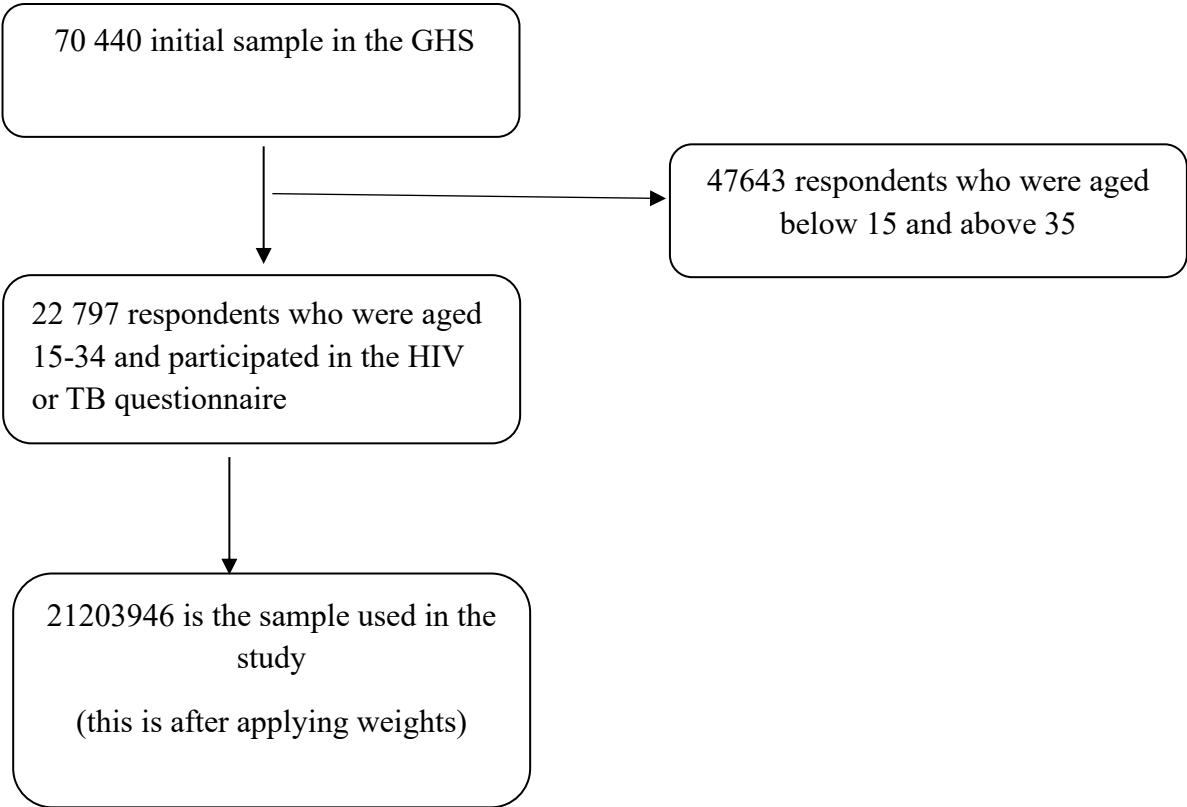 70 440 initial sample in the GHS
47643 respondents who were aged
below 15 and above 35
22 797 respondents who were aged
15-34 and participated in the HIV
or TB questionnaire
21203946 is the sample used in the
study
(this is after applying weights)